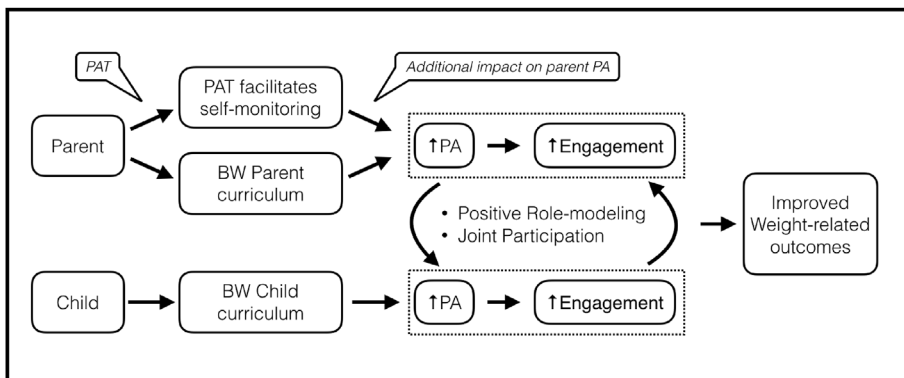 PAT
Additional impact on parent PA
PAT facilitates
self-monitoring
Parent
↑PA
↑Engagement
BW Parent
curriculum
• Positive Role-modeling
• Joint Participation
Improved
Weight-related
outcomes
Child
BW Child
curriculum
↑PA
↑Engagement